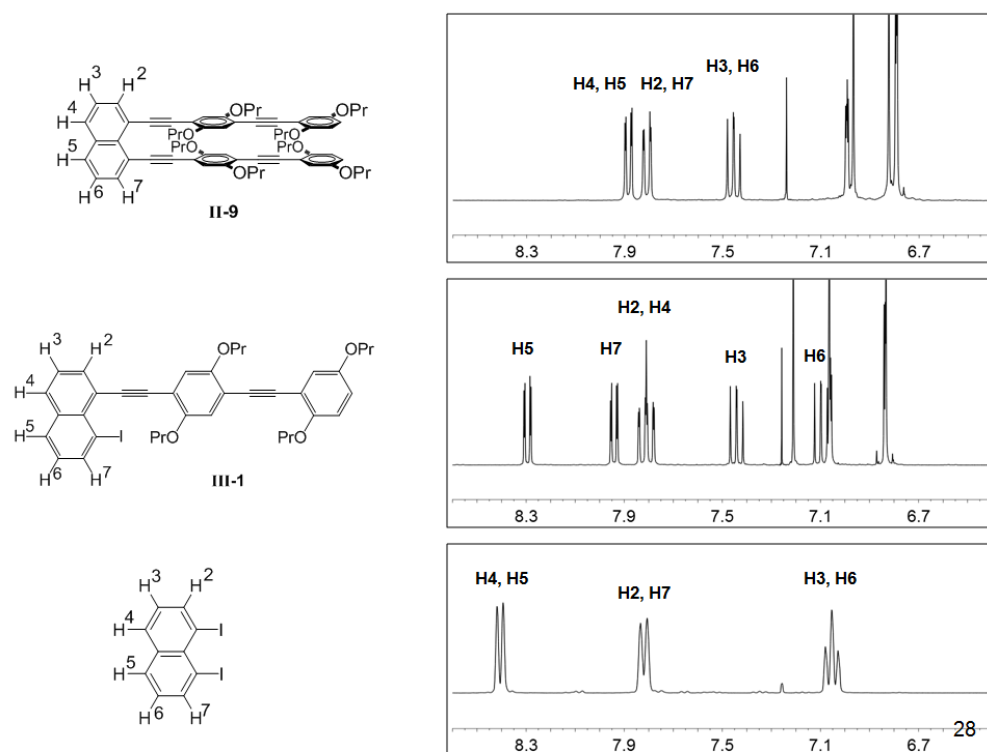 H3 H2
H4
OPr OPr
H5
PrO PrO
PrO PrO
H6 H7
OPr OPr
II-9
H4, H5 H2, H7 H3, H6
8.3 7.9 7.5 7.1 6.7
H3 H2
H4
OPr OPr
H5
I
OPr PrO
H6 H7
III-1
H5 H7 H2, H4 H3 H6
8.3 7.9 7.5 7.1 6.7
H3 H2
H4 I
H5 I
H6 H7
H4, H5 H2, H7 H3, H6
8.3 7.9 7.5 7.1 6.7
28